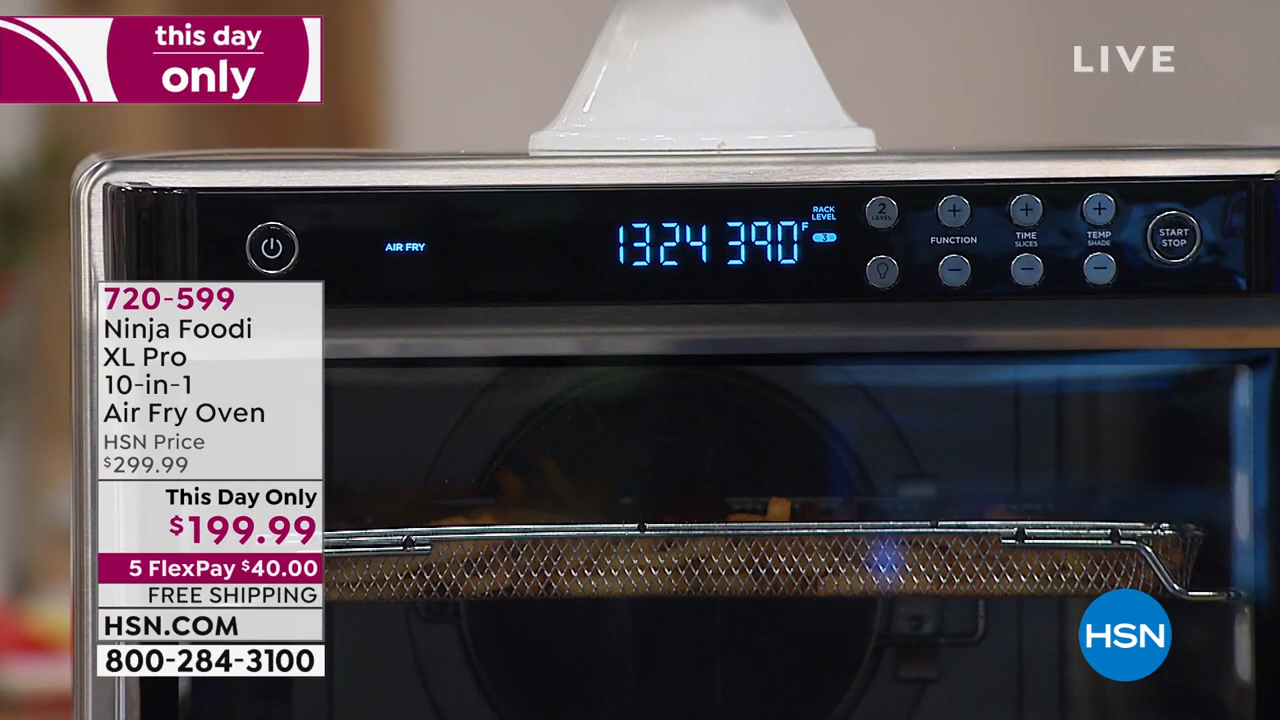 this day
only
LIVE
RACK
LEVEL
3
AIR FRY
1324 390F
2
LEVEL
FUNCTION
TIME
SLICES
TEMP
SHADE
START
STOP
720-599
Ninja Foodi
XL Pro
10-in-1
Air Fry Oven
HSN Price
$299.99
This Day Only
$199.99
5 FlexPay $40.00
FREE SHIPPING
HSN.COM
800-284-3100
HSN